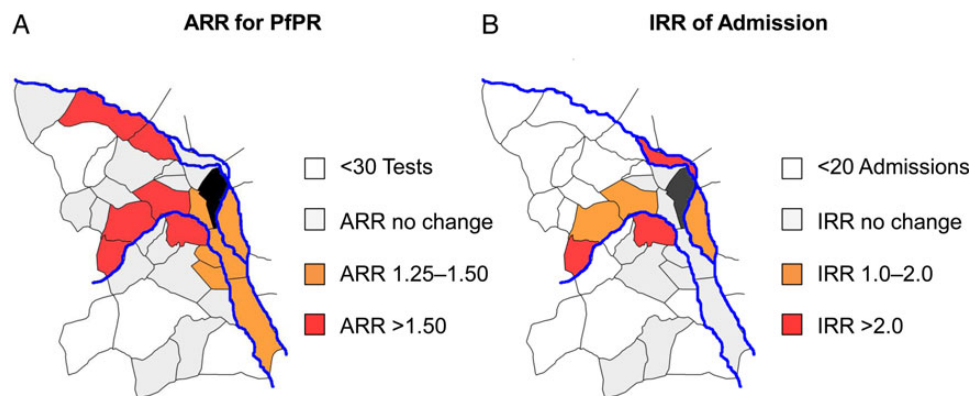 A
ARR for PfPR
<30 Tests
ARR no change
ARR 1.25–1.50
ARR >1.50
B
IRR of Admission
<20 Admissions
IRR no change
IRR 1.0–2.0
IRR >2.0